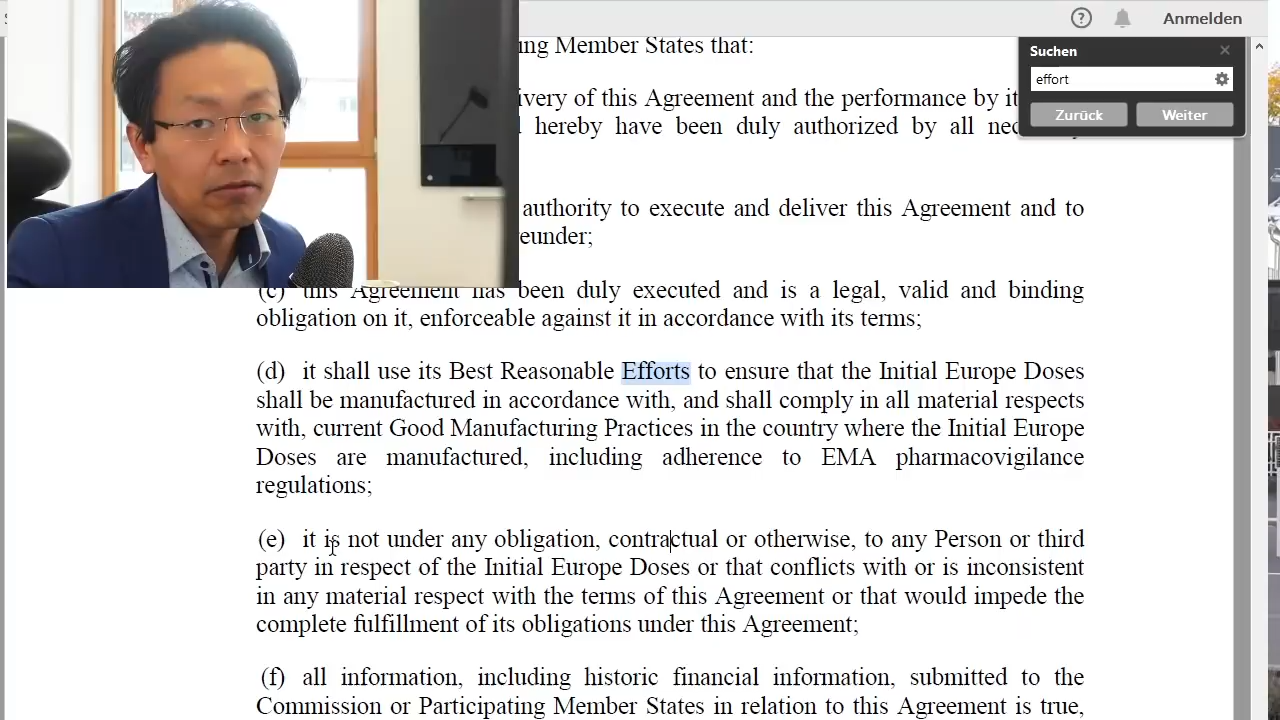 Anmelden
Suchen
effort
Zurück Weiter
ing Member States that:
ivery of this Agreement and the performance by it
hereby have been duly authorized by all
authority to execute and deliver this Agreement and to
eunder;
(c) this Agreement has been duly executed and is a legal, valid and binding
obligation on it, enforceable against it in accordance with its terms;
(d) it shall use its Best Reasonable Efforts to ensure that the Initial Europe Doses
shall be manufactured in accordance with, and shall comply in all material respects
with, current Good Manufacturing Practices in the country where the Initial Europe
Doses are manufactured, including adherence to EMA pharmacovigilance
regulations;
(e) it is not under any obligation, contractual or otherwise, to any Person or third
party in respect of the Initial Europe Doses or that conflicts with or is inconsistent
in any material respect with the terms of this Agreement or that would impede the
complete fulfillment of its obligations under this Agreement;
(f) all information, including historic financial information, submitted to the
Commission or Participating Member States in relation to this Agreement is true,